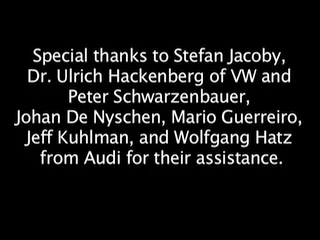 Special thanks to Stefan Jacoby,
Dr. Ulrich Hackenberg of VW and
Peter Schwarzenbauer,
Johan De Nyschen, Mario Guerreiro,
Jeff Kuhlman, and Wolfgang Hatz
from Audi for their assistance.